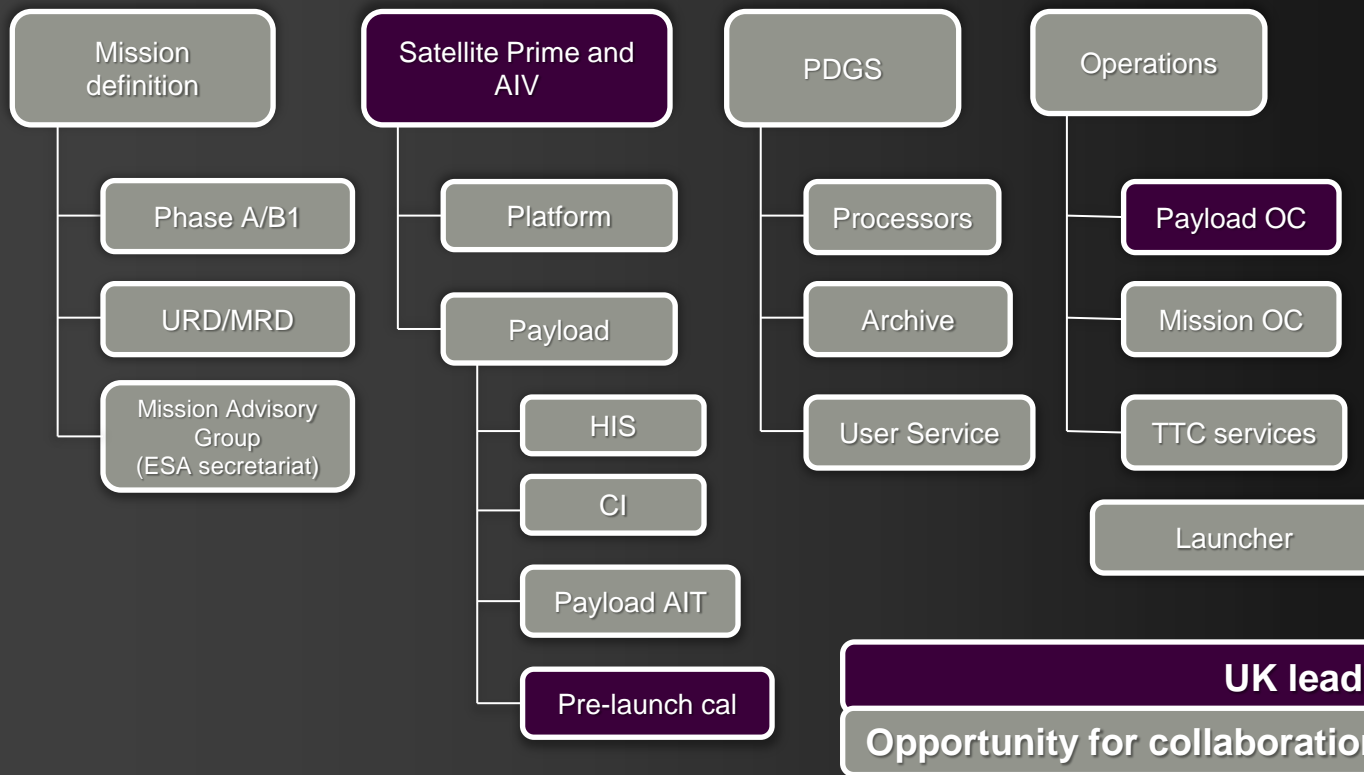 Mission
definition
Phase A/B1
URD/MRD
Mission Advisory
Group
(ESA secretariat)
Satellite Prime and
AIV
Platform
Payload
HIS
CI
Payload AIT
Pre-launch cal
PDGS
Processors
Archive
User Service
Operations
Payload OC
Mission OC
TTC services
Launcher
UK lead
Opportunity for collaboration